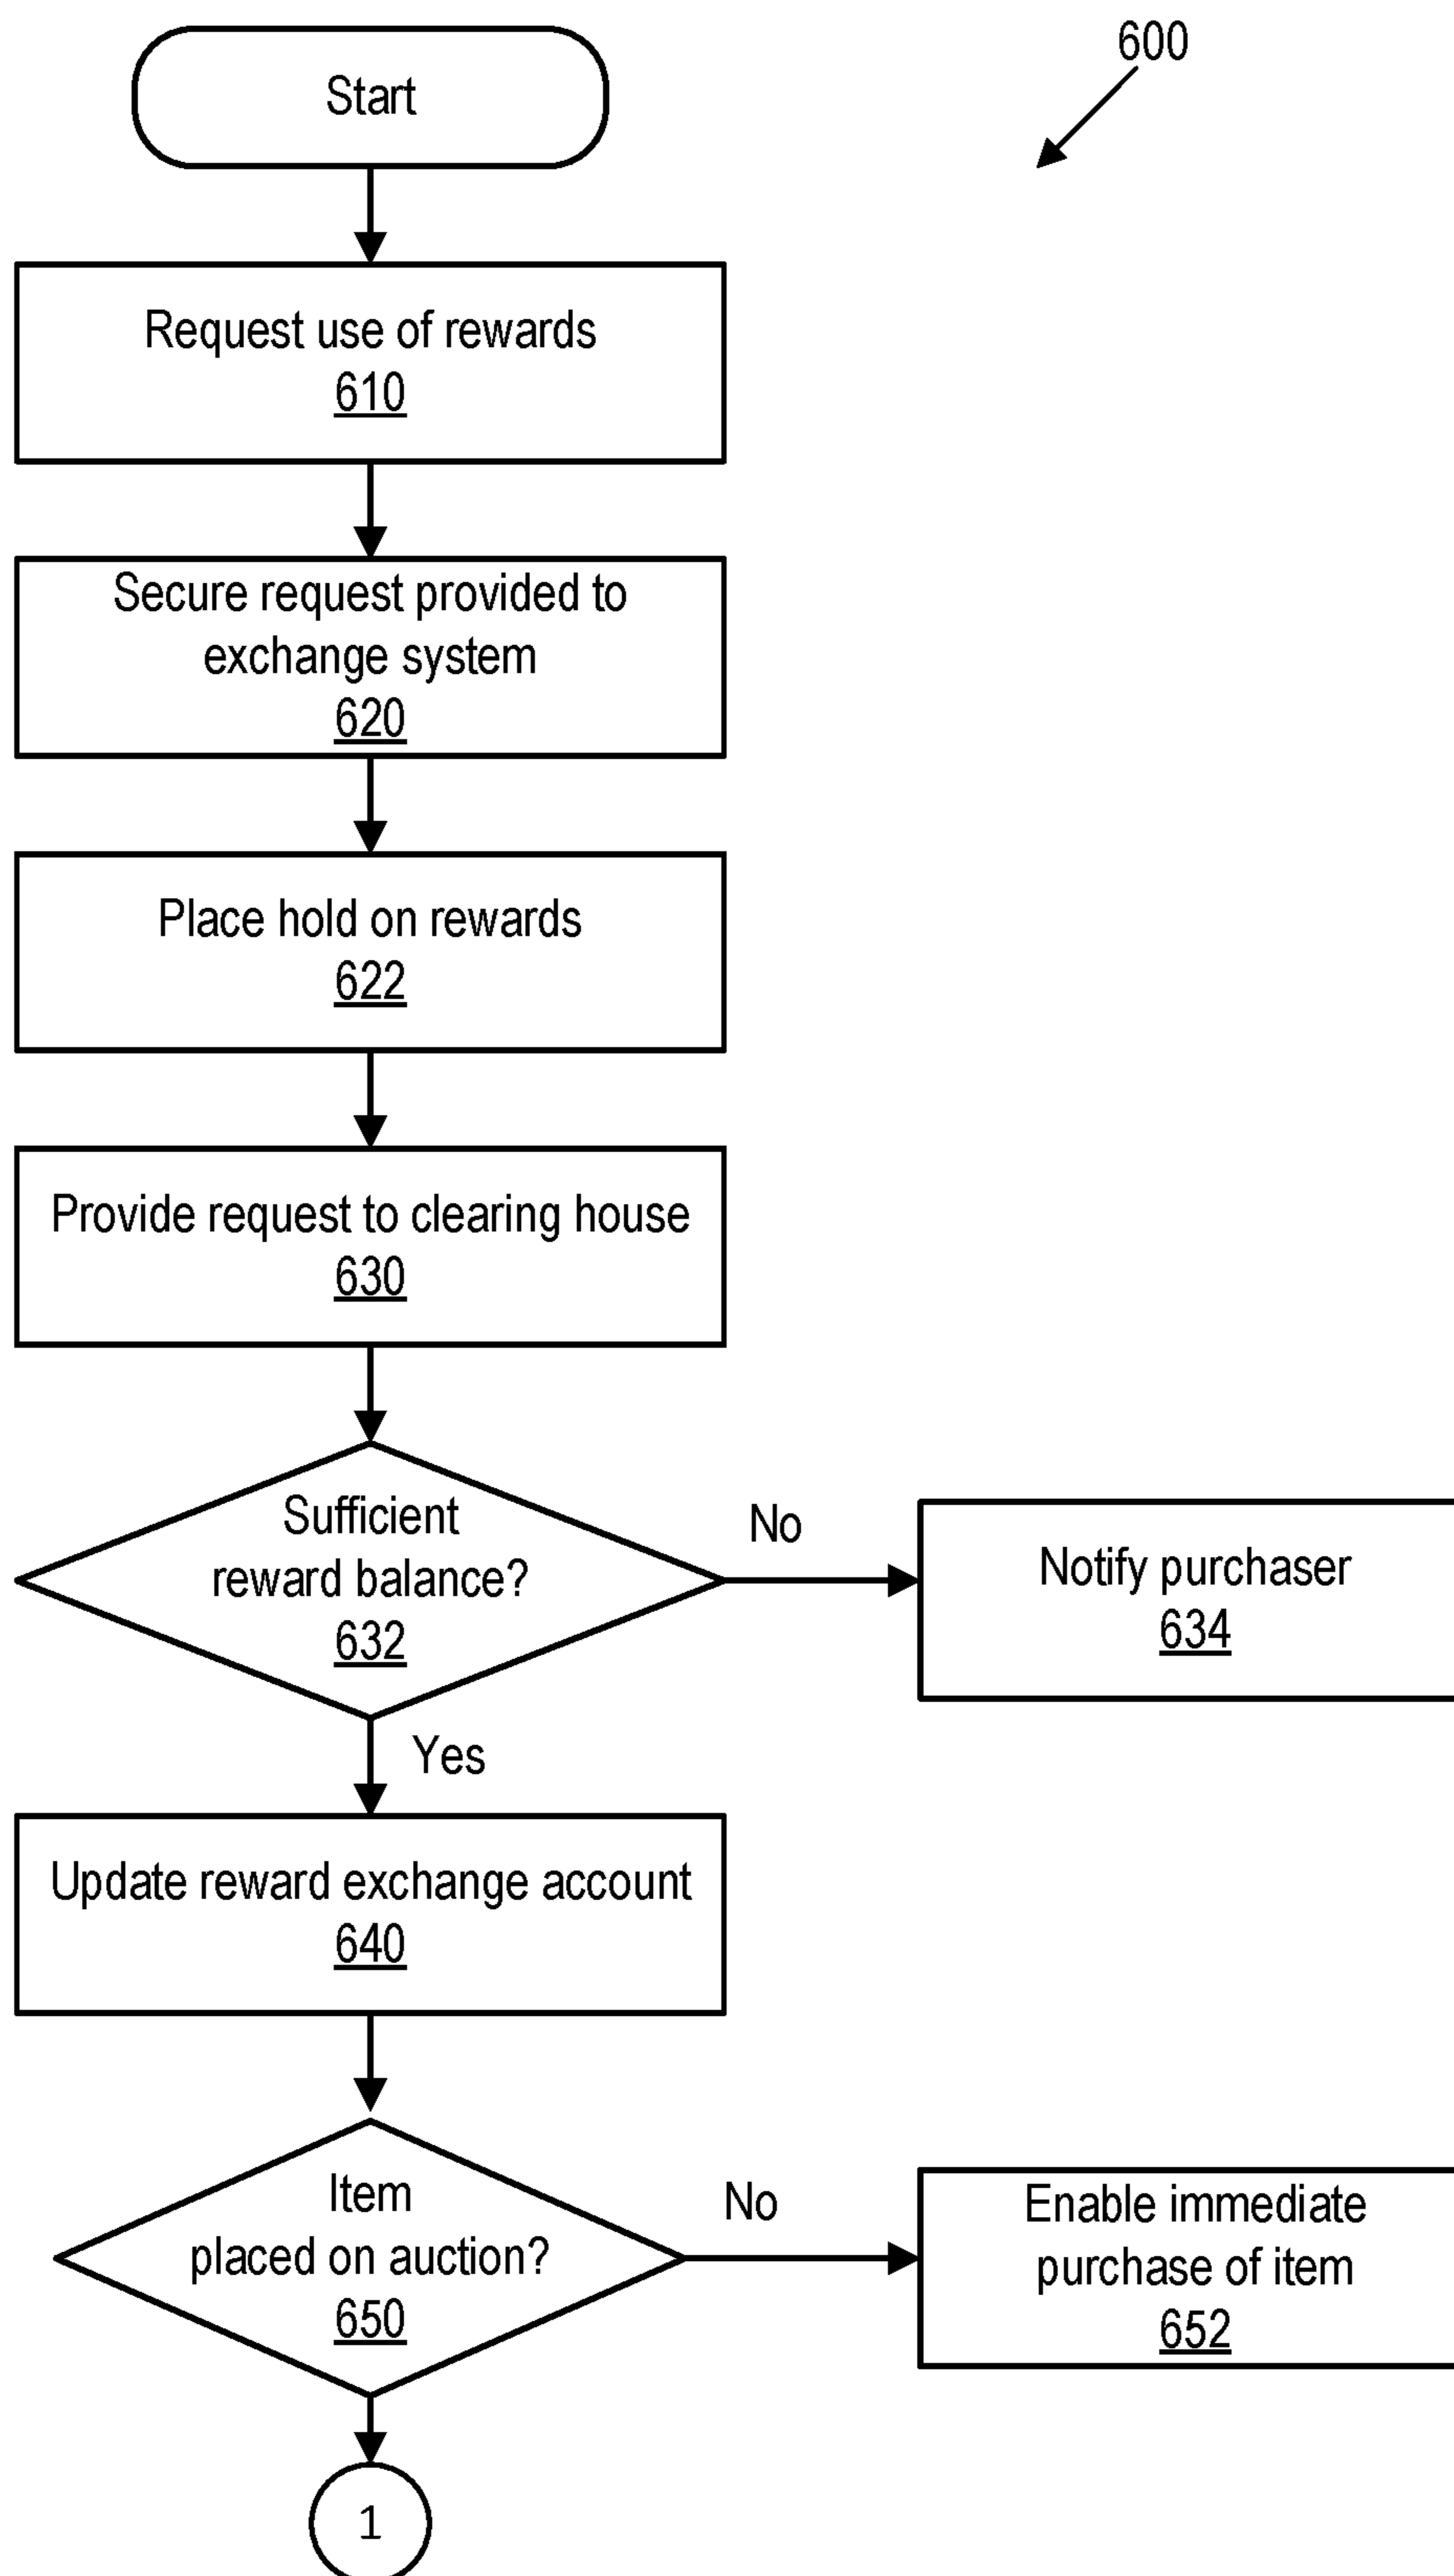 600
Start
Request use of rewards
610
Secure request provided to
exchange system
620
Place hold on rewards
622
Provide request to clearing house
630
Sufficient
reward balance?
632
No
Notify purchaser
634
Yes
Update reward exchange account
640
Item
placed on auction?
650
No
Enable immediate
purchase of item
652
1